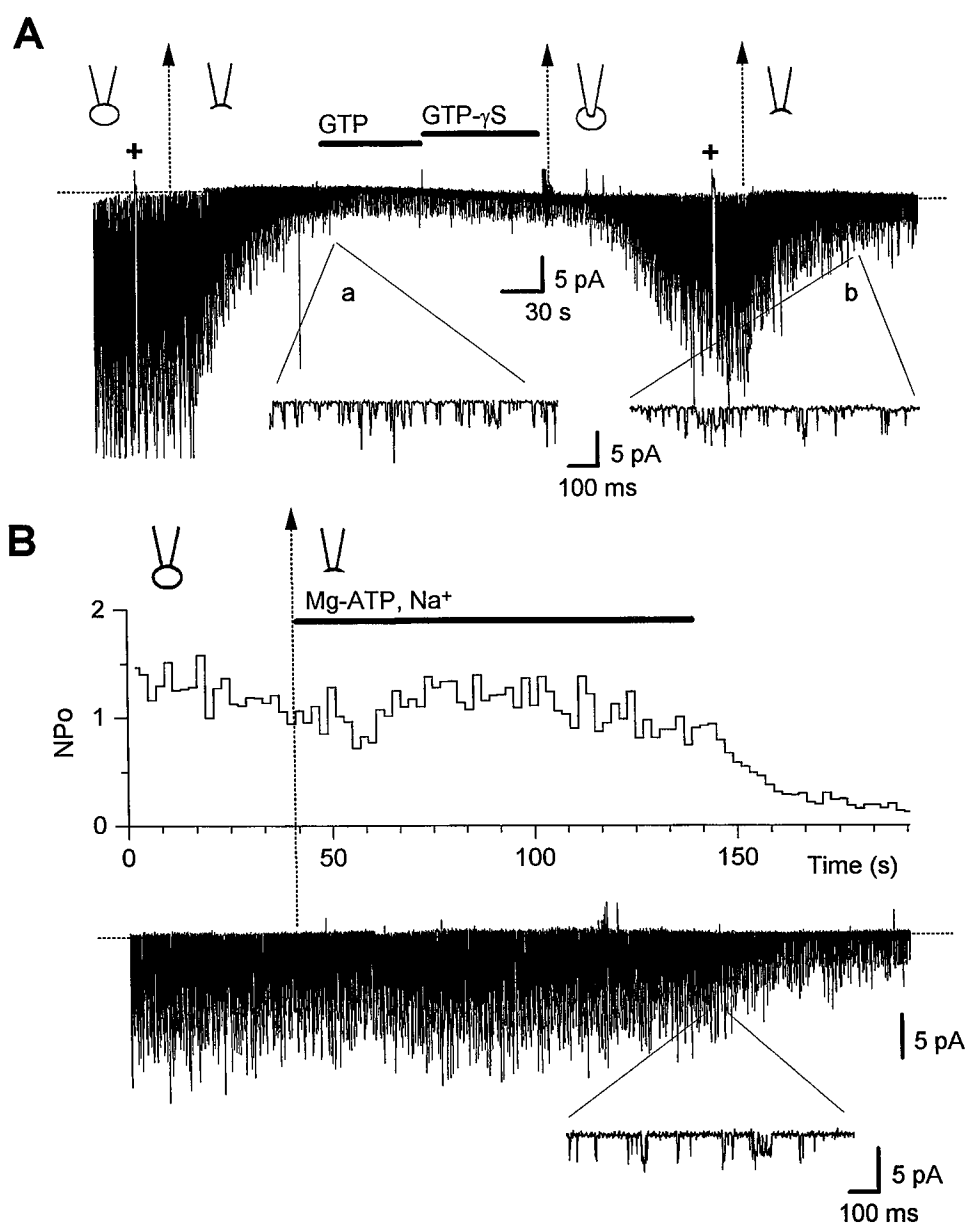 A
GTP
GTP-γS
+
+
5 pA
30 s
a
b
5 pA
100 ms
B
Mg-ATP, Na⁺
2
1
0
NPo
0
50
100
150
Time (s)
5 pA
5 pA
100 ms